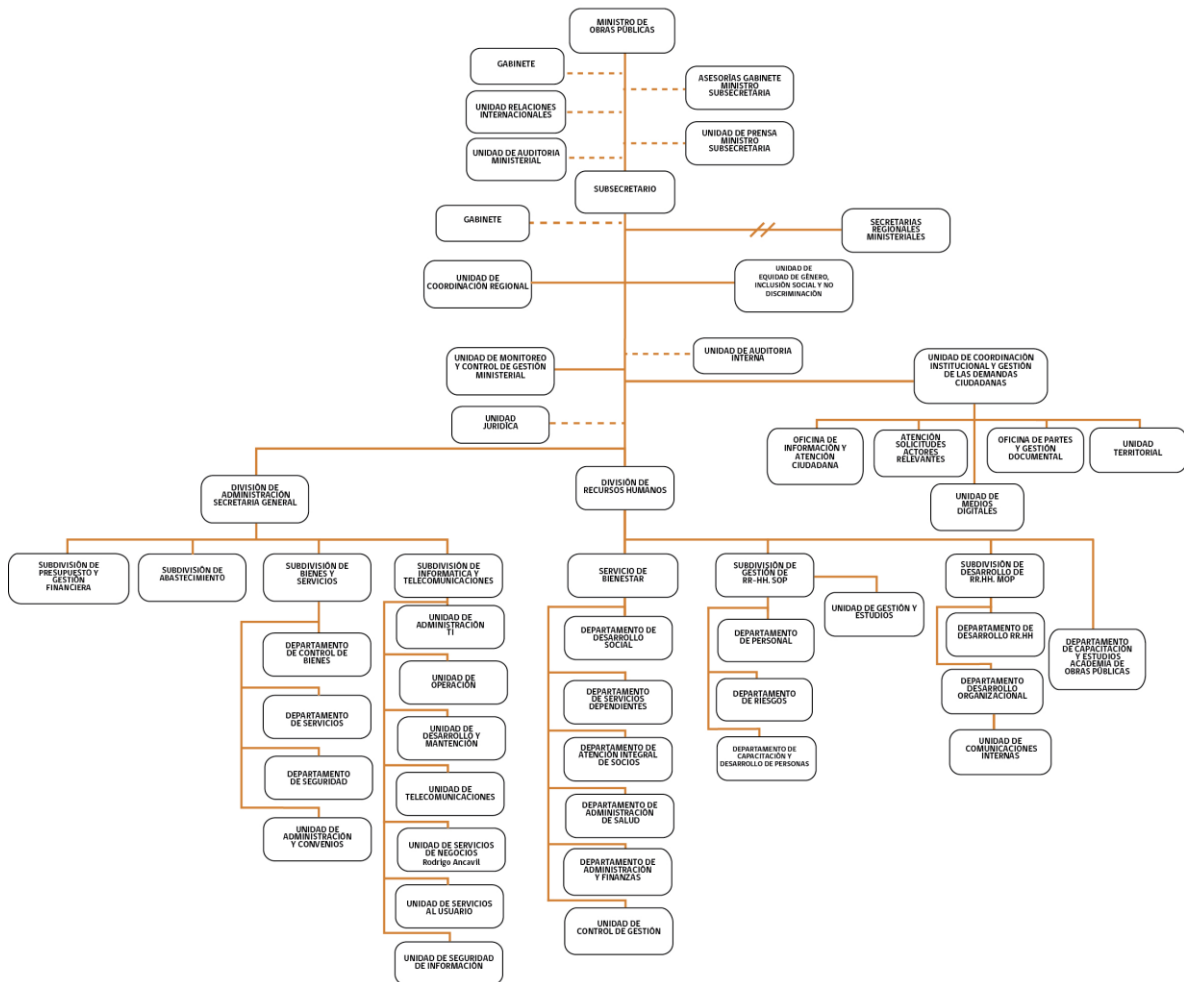 MINISTRO DE
OBRAS PÚBLICAS
GABINETE
ASESORÍAS GABINETE
MINISTRO
SUBSECRETARIA
UNIDAD RELACIONES
INTERNACIONALES
UNIDAD DE PRENSA
MINISTRO
SUBSECRETARIA
UNIDAD DE AUDITORIA
MINISTERIAL
SUBSECRETARIO
GABINETE
SECRETARIAS
REGIONALES
MINISTERIALES
UNIDAD DE
COORDINACIÓN REGIONAL
UNIDAD DE
EQUIDAD DE GÉNERO,
INCLUSIÓN SOCIAL Y NO
DISCRIMINACIÓN
UNIDAD DE AUDITORIA
INTERNA
UNIDAD DE MONITOREO
Y CONTROL DE GESTIÓN
MINISTERIAL
UNIDAD DE COORDINACIÓN
INSTITUCIONAL Y GESTIÓN
DE LAS DEMANDAS
CIUDADANAS
UNIDAD
JURIDÍCA
OFICINA DE
INFORMACIÓN Y
ATENCIÓN
CIUDADANA
ATENCIÓN
SOLICITUDES
ACTORES
RELEVANTES
OFICINA DE PARTES
Y GESTIÓN
DOCUMENTAL
UNIDAD
TERRITORIAL
UNIDAD DE
MEDIOS
DIGITALES
DIVISIÓN DE
ADMINISTRACIÓN
SECRETARIA GENERAL
DIVISIÓN DE
RECURSOS HUMANOS
SUBDIVISIÓN DE
PRESUPUESTO Y
GESTIÓN
FINANCIERA
SUBDIVISIÓN DE
ABASTECIMIENTO
SUBDIVISIÓN DE
BIENES Y
SERVICIOS
SUBDIVISIÓN DE
INFORMATICA Y
TELECOMUNICACIONES
SERVICIO DE
BIENESTAR
SUBDIVISIÓN DE
GESTIÓN DE
RR-HH. SOP
UNIDAD DE GESTIÓN Y
ESTUDIOS
SUBDIVISIÓN DE
DESARROLLO DE
RR.HH. MOP
DEPARTAMENTO
DE CAPACITACIÓN
Y ESTUDIOS
ACADEMIA DE
OBRAS PÚBLICAS
DEPARTAMENTO
DE CONTROL DE
BIENES
DEPARTAMENTO
DE SERVICIOS
DEPARTAMENTO
DE SEGURIDAD
UNIDAD DE
ADMINISTRACIÓN
Y CONVENIOS
UNIDAD DE
ADMINISTRACIÓN
TI
UNIDAD DE
OPERACIÓN
UNIDAD DE
DESARROLLO Y
MANTENCIÓN
UNIDAD DE
TELECOMUNICACIONES
UNIDAD DE SERVICIOS
DE NEGOCIOS
Rodrigo Ancavil
UNIDAD DE SERVICIOS
AL USUARIO
UNIDAD DE SEGURIDAD
DE INFORMACIÓN
DEPARTAMENTO DE
DESARROLLO
SOCIAL
DEPARTAMENTO
DE SERVICIOS
DEPENDIENTES
DEPARTAMENTO DE
ATENCIÓN INTEGRAL
DE SOCIOS
DEPARTAMENTO DE
ADMINISTRACIÓN
DE SALUD
DEPARTAMENTO DE
ADMINISTRACIÓN
Y FINANZAS
UNIDAD DE
CONTROL DE GESTIÓN
DEPARTAMENTO
DE PERSONAL
DEPARTAMENTO
DE RIESGOS
DEPARTAMENTO DE
CAPACITACIÓN Y
DESARROLLO DE PERSONAS
DEPARTAMENTO DE
DESARROLLO RR.HH
DEPARTAMENTO
DESARROLLO
ORGANIZACIONAL
UNIDAD DE
COMUNICACIONES
INTERNAS